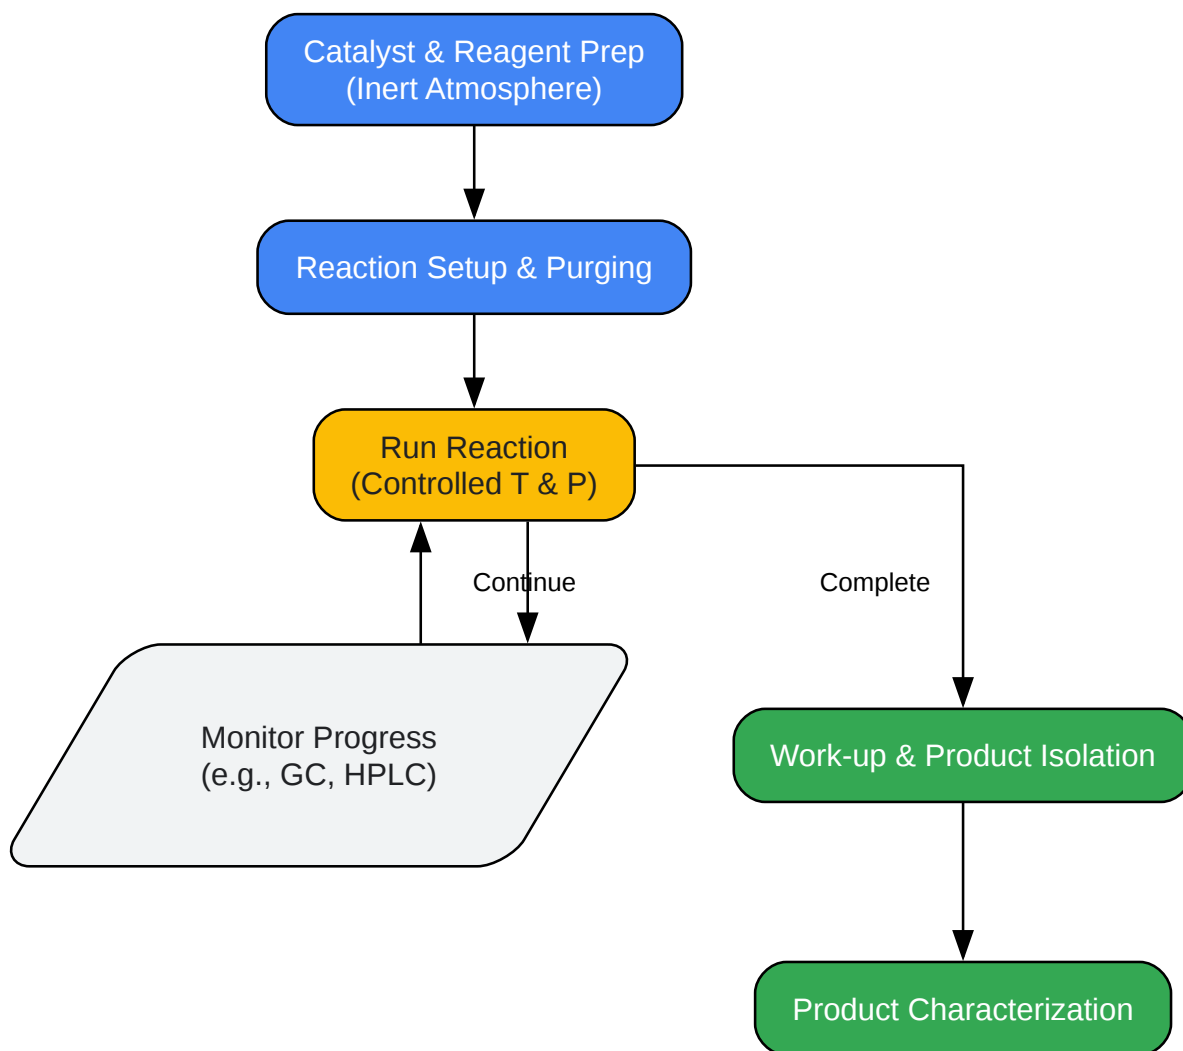 Catalyst & Reagent Prep
(Inert Atmosphere)
Reaction Setup & Purging
Run Reaction
(Controlled T & P)
Continue
Complete
Monitor Progress
(e.g., GC, HPLC)
Work-up & Product Isolation
Product Characterization